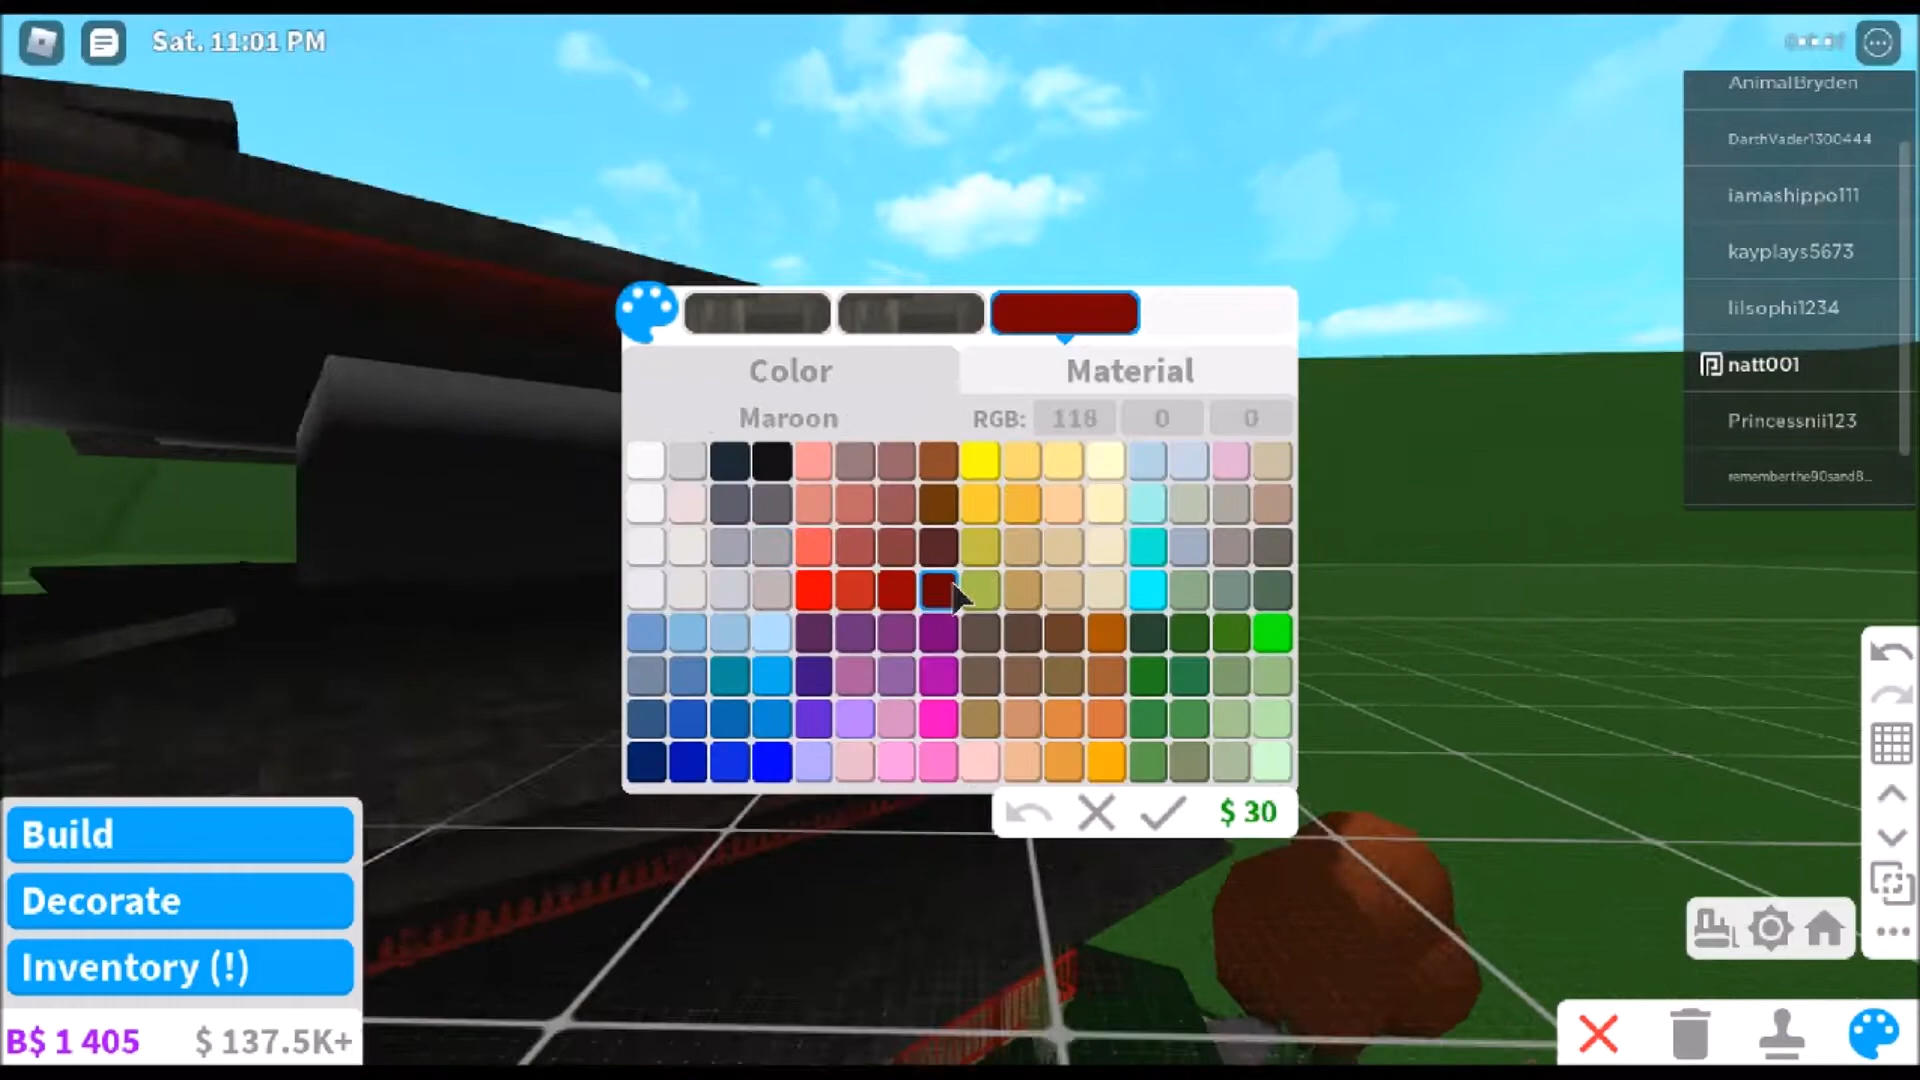 Sat. 11:01 PM
AnimalBryden
DarthVader1300444
iamashippo111
kayplays5673
lilsophi1234
natt001
Princessnii123
rememberthe90sand8...
Color
Material
Maroon
RGB: 118 0 0
$ 30
Build
Decorate
Inventory (!)
B$ 1 405
$ 137.5K+